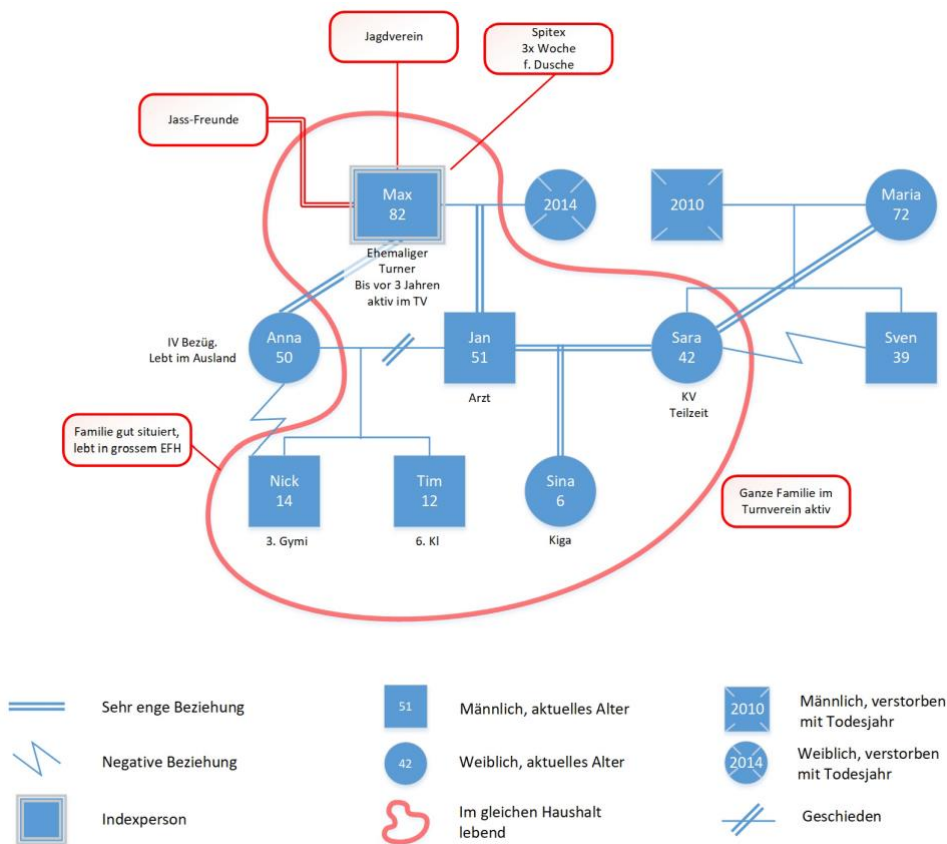 Jagdverein
Spitex
3x Woche
f. Dusche
Jass-Freunde
Max
82
2014
2010
Maria
72
Ehemaliger
Turner
Bis vor 3 Jahren
aktiv im TV
IV Bezüg.
Lebt im Ausland
Anna
50
Jan
51
Sara
42
Sven
39
Arzt
KV
Teilzeit
Familie gut situiert,
lebt in grossem EFH
Nick
14
Tim
12
Sina
6
Ganze Familie im
Turnverein aktiv
3. Gymi
6. Kl
Kiga
Sehr enge Beziehung
51
Männlich, aktuelles Alter
2010
Männlich, verstorben
mit Todesjahr
Negative Beziehung
42
Weiblich, aktuelles Alter
2014
Weiblich, verstorben
mit Todesjahr
Indexperson
Im gleichen Haushalt
lebend
Geschieden